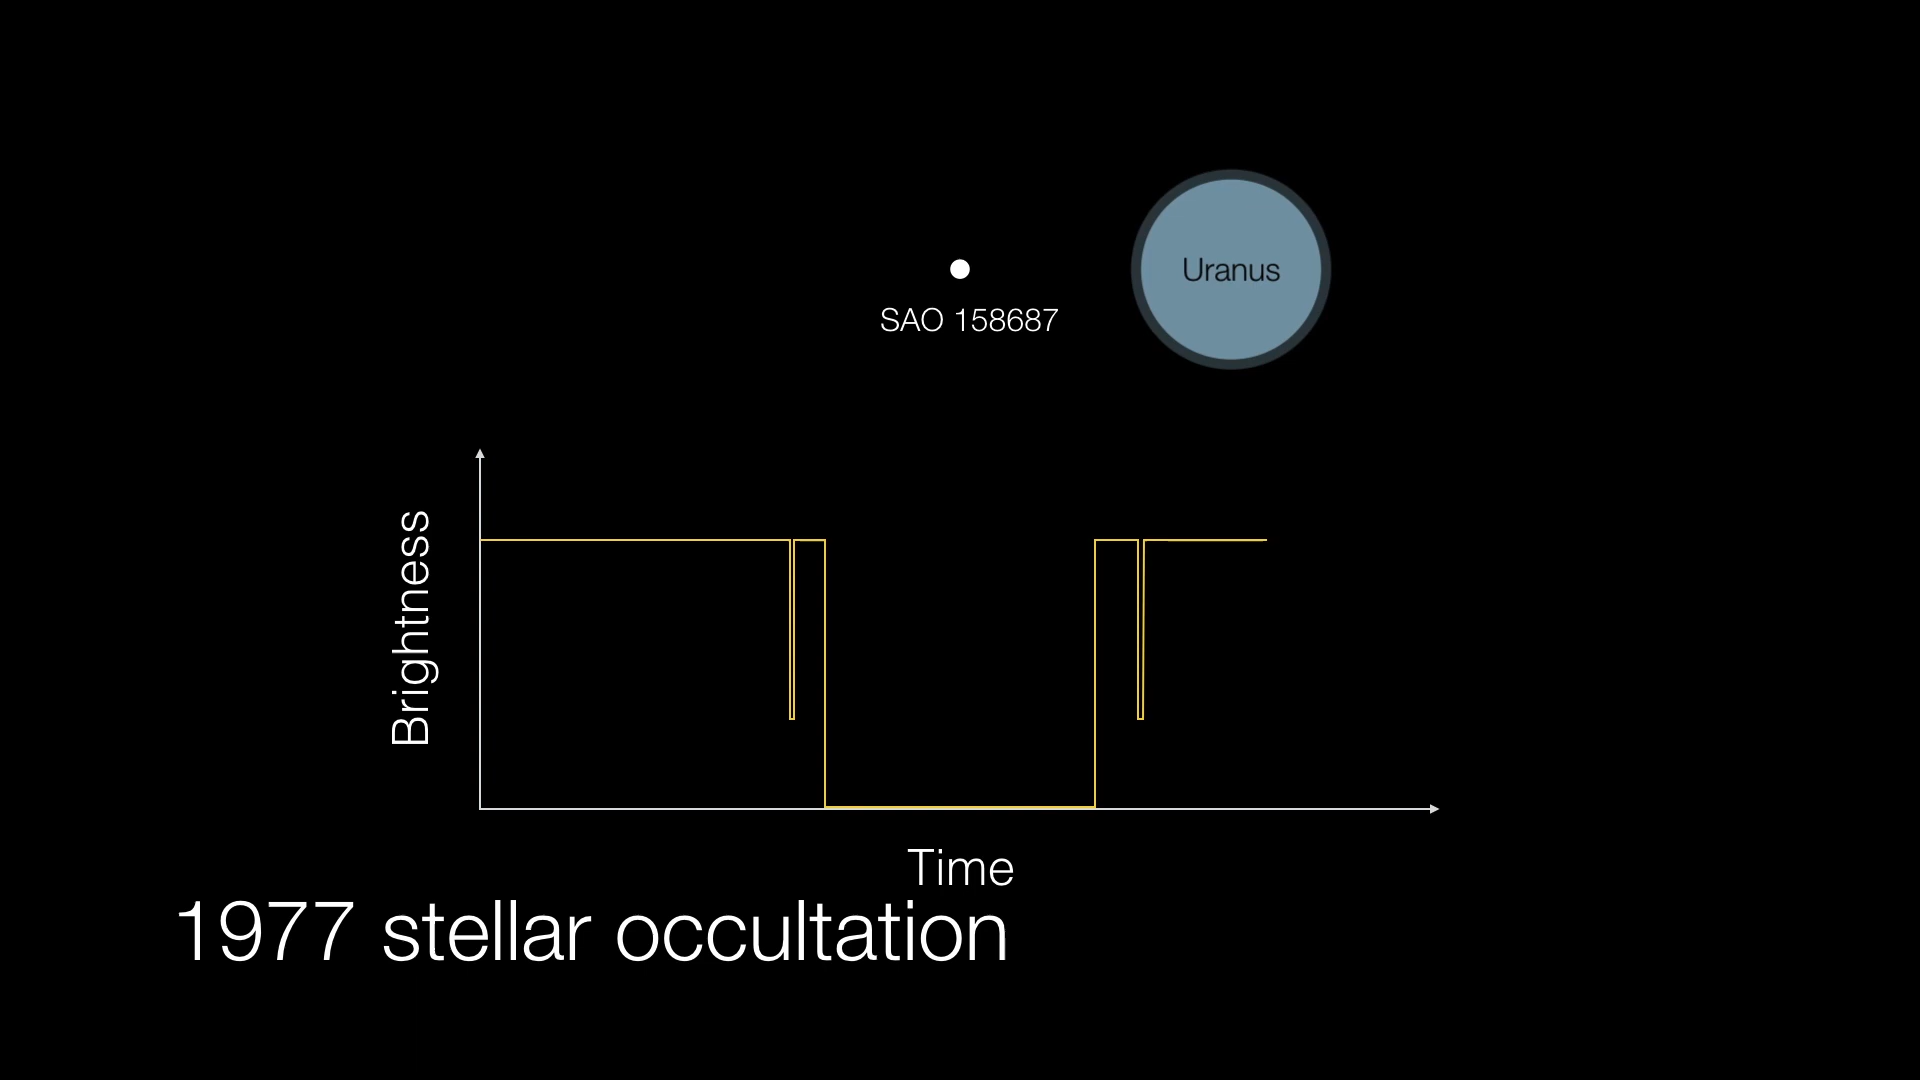 Uranus
SAO 158687
Brightness
Time
1977 stellar occultation